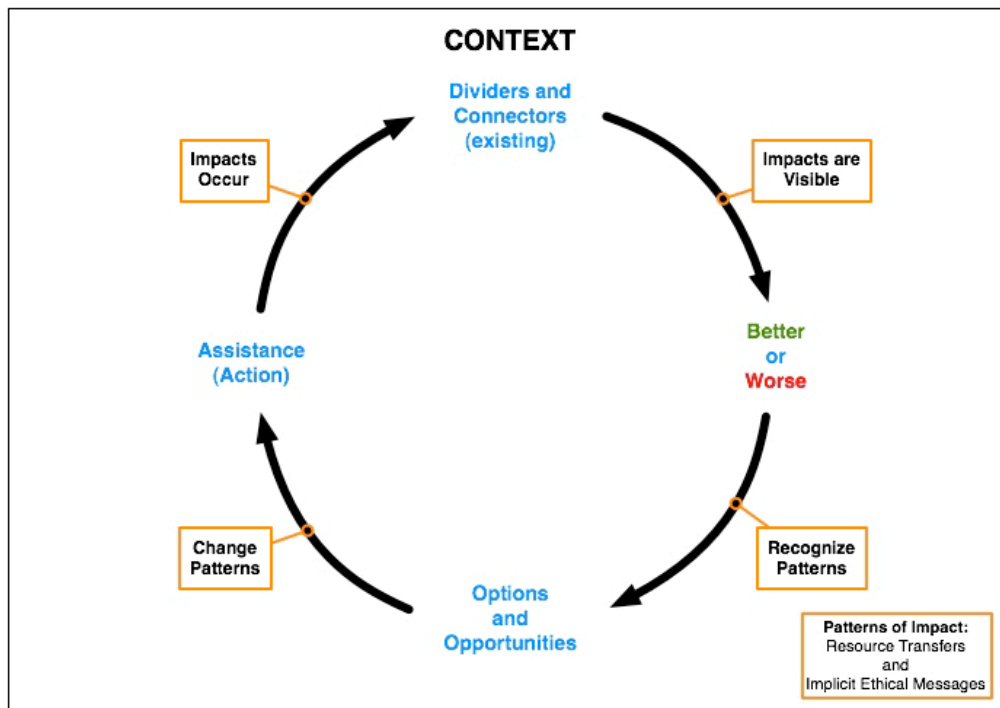 CONTEXT
Dividers and
Connectors
(existing)
Impacts
Occur
Impacts are
Visible
Assistance
(Action)
Better
or
Worse
Change
Patterns
Recognize
Patterns
Options
and
Opportunities
Patterns of Impact:
Resource Transfers
and
Implicit Ethical Messages